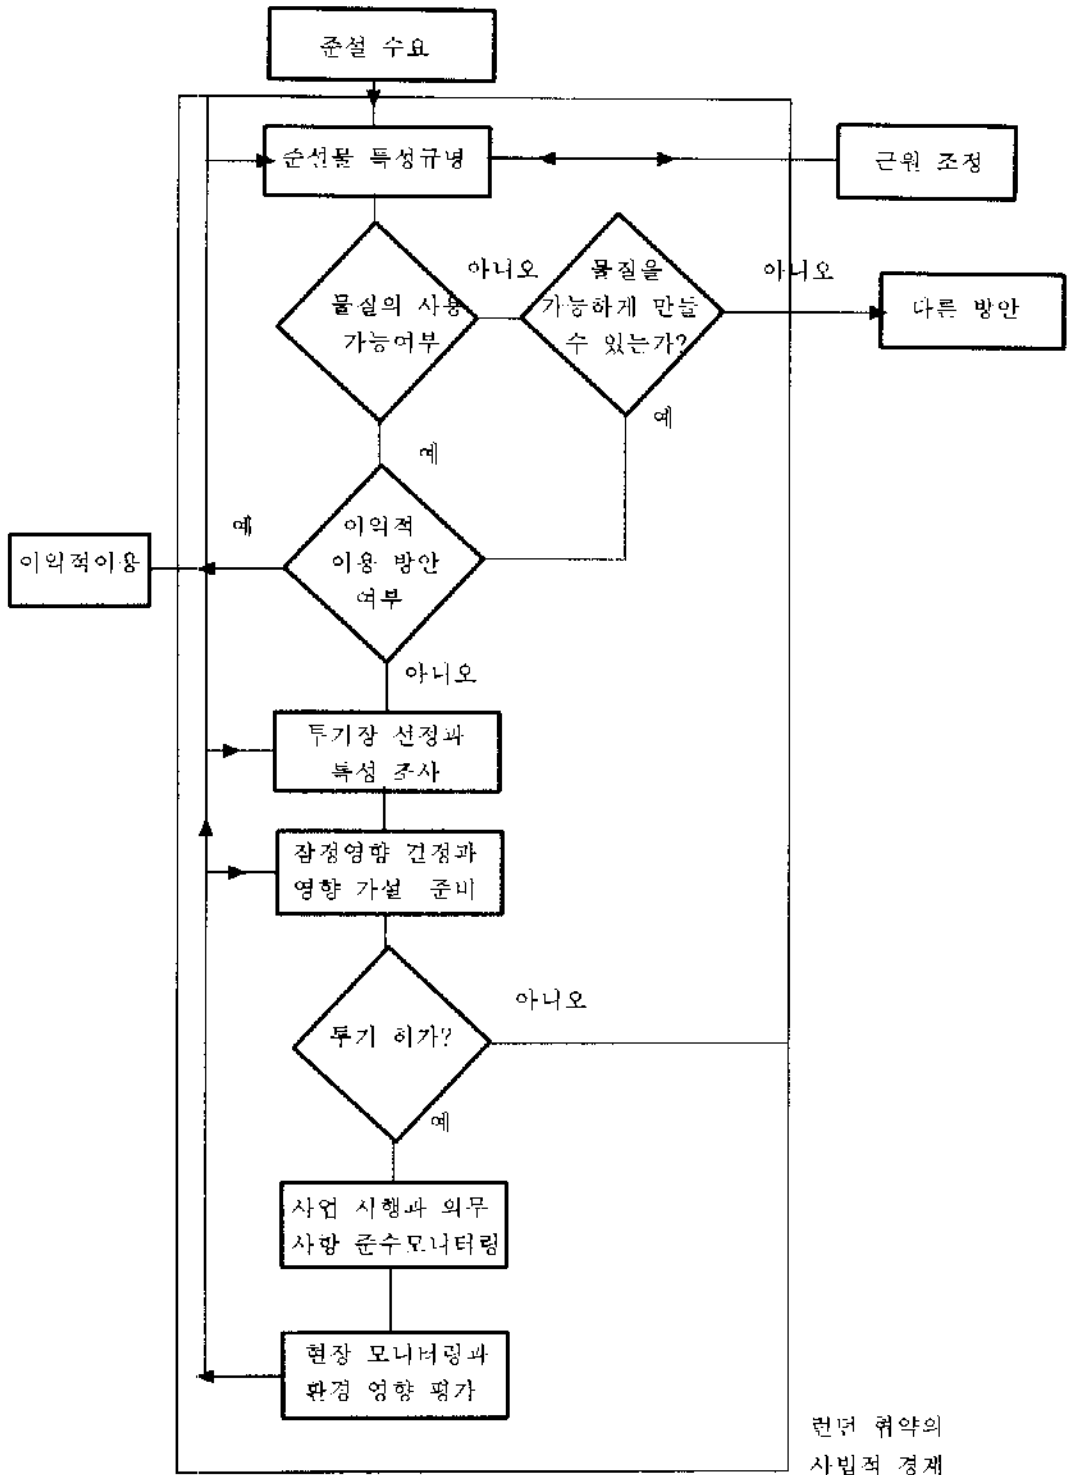 준설 수요
준선물 특성규명
근원 조정
아니오
물질을
가능하게 만들
수 있는가?
아니오
다른 방안
물질의 사용
가능여부
예
예
예
이익적
이용 방안
여부
이익적이용
아니오
투기장 선정과
특성 조사
잠정영향 결정과
영향 가설 준비
아니오
투기 허가?
예
사업 시행과 의무
사항 준수모니터링
현장 모니터링과
환경 영향 평가
런던 협약의
사법적 경계